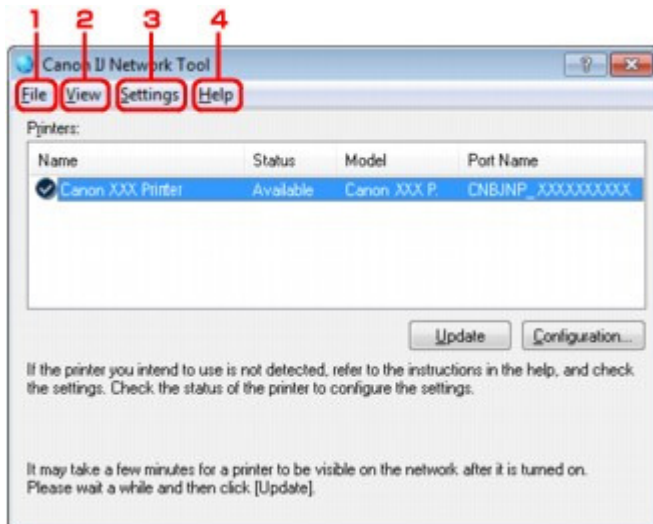 1 2 3 4
Canon IJ Network Tool
File View Settings Help
Printers:
Name Status Model Port Name
Canon XXX Printer Available Canon XXX P. CNBJNP_XXXXXXXXXX
Update Configuration...
If the printer you intend to use is not detected, refer to the instructions in the help, and check
the settings. Check the status of the printer to configure the settings.
It may take a few minutes for a printer to be visible on the network after it is turned on.
Please wait a while and then click [Update].